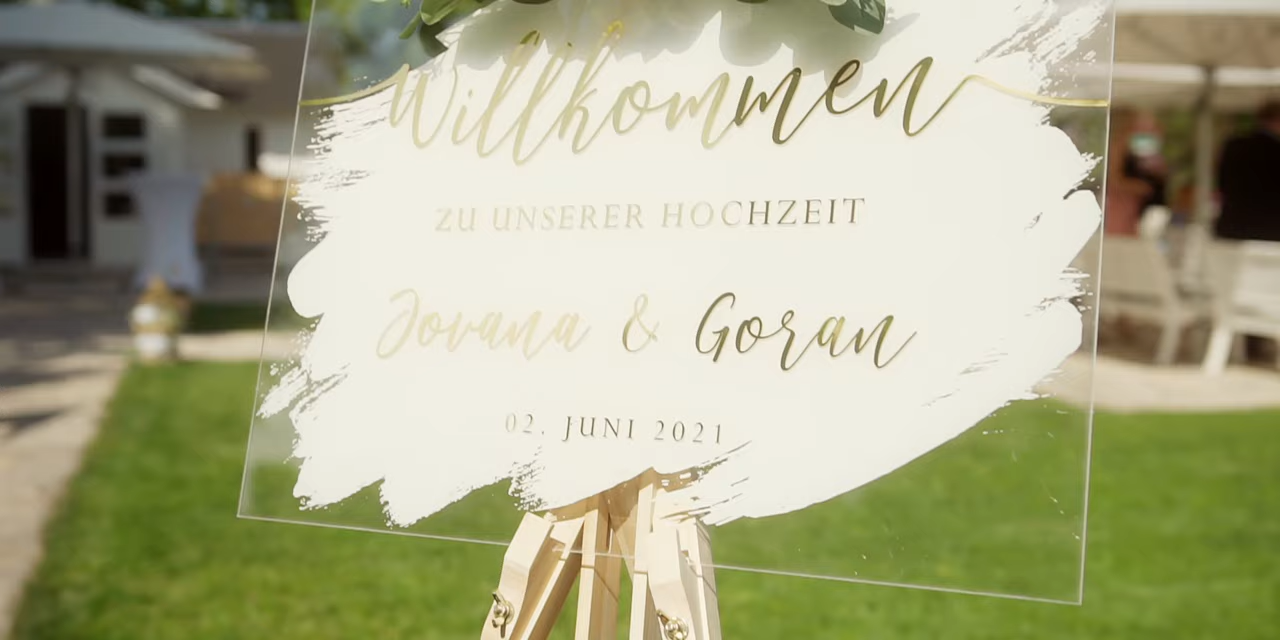 Willkommen
ZU UNSERER HOCHZEIT
Jovana & Goran
02. JUNI 2021